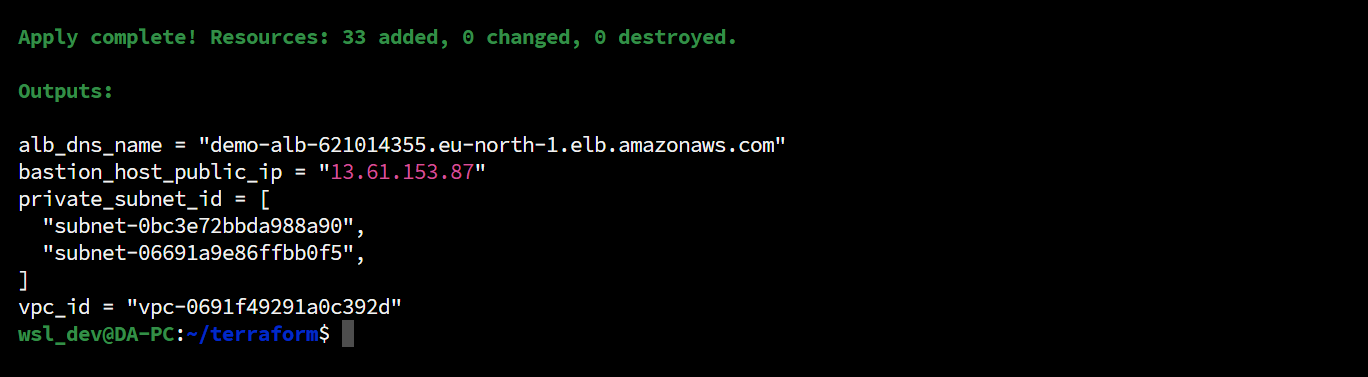 Apply complete! Resources: 33 added, 0 changed, 0 destroyed.
Outputs:
alb_dns_name = "demo-alb-621014355.eu-north-1.elb.amazonaws.com"
bastion_host_public_ip = "13.61.153.87"
private_subnet_id = [
  "subnet-0bc3e72bbda988a90",
  "subnet-06691a9e86ffbb0f5",
]
vpc_id = "vpc-0691f49291a0c392d"
wsl_dev@DA-PC:~/terraform$